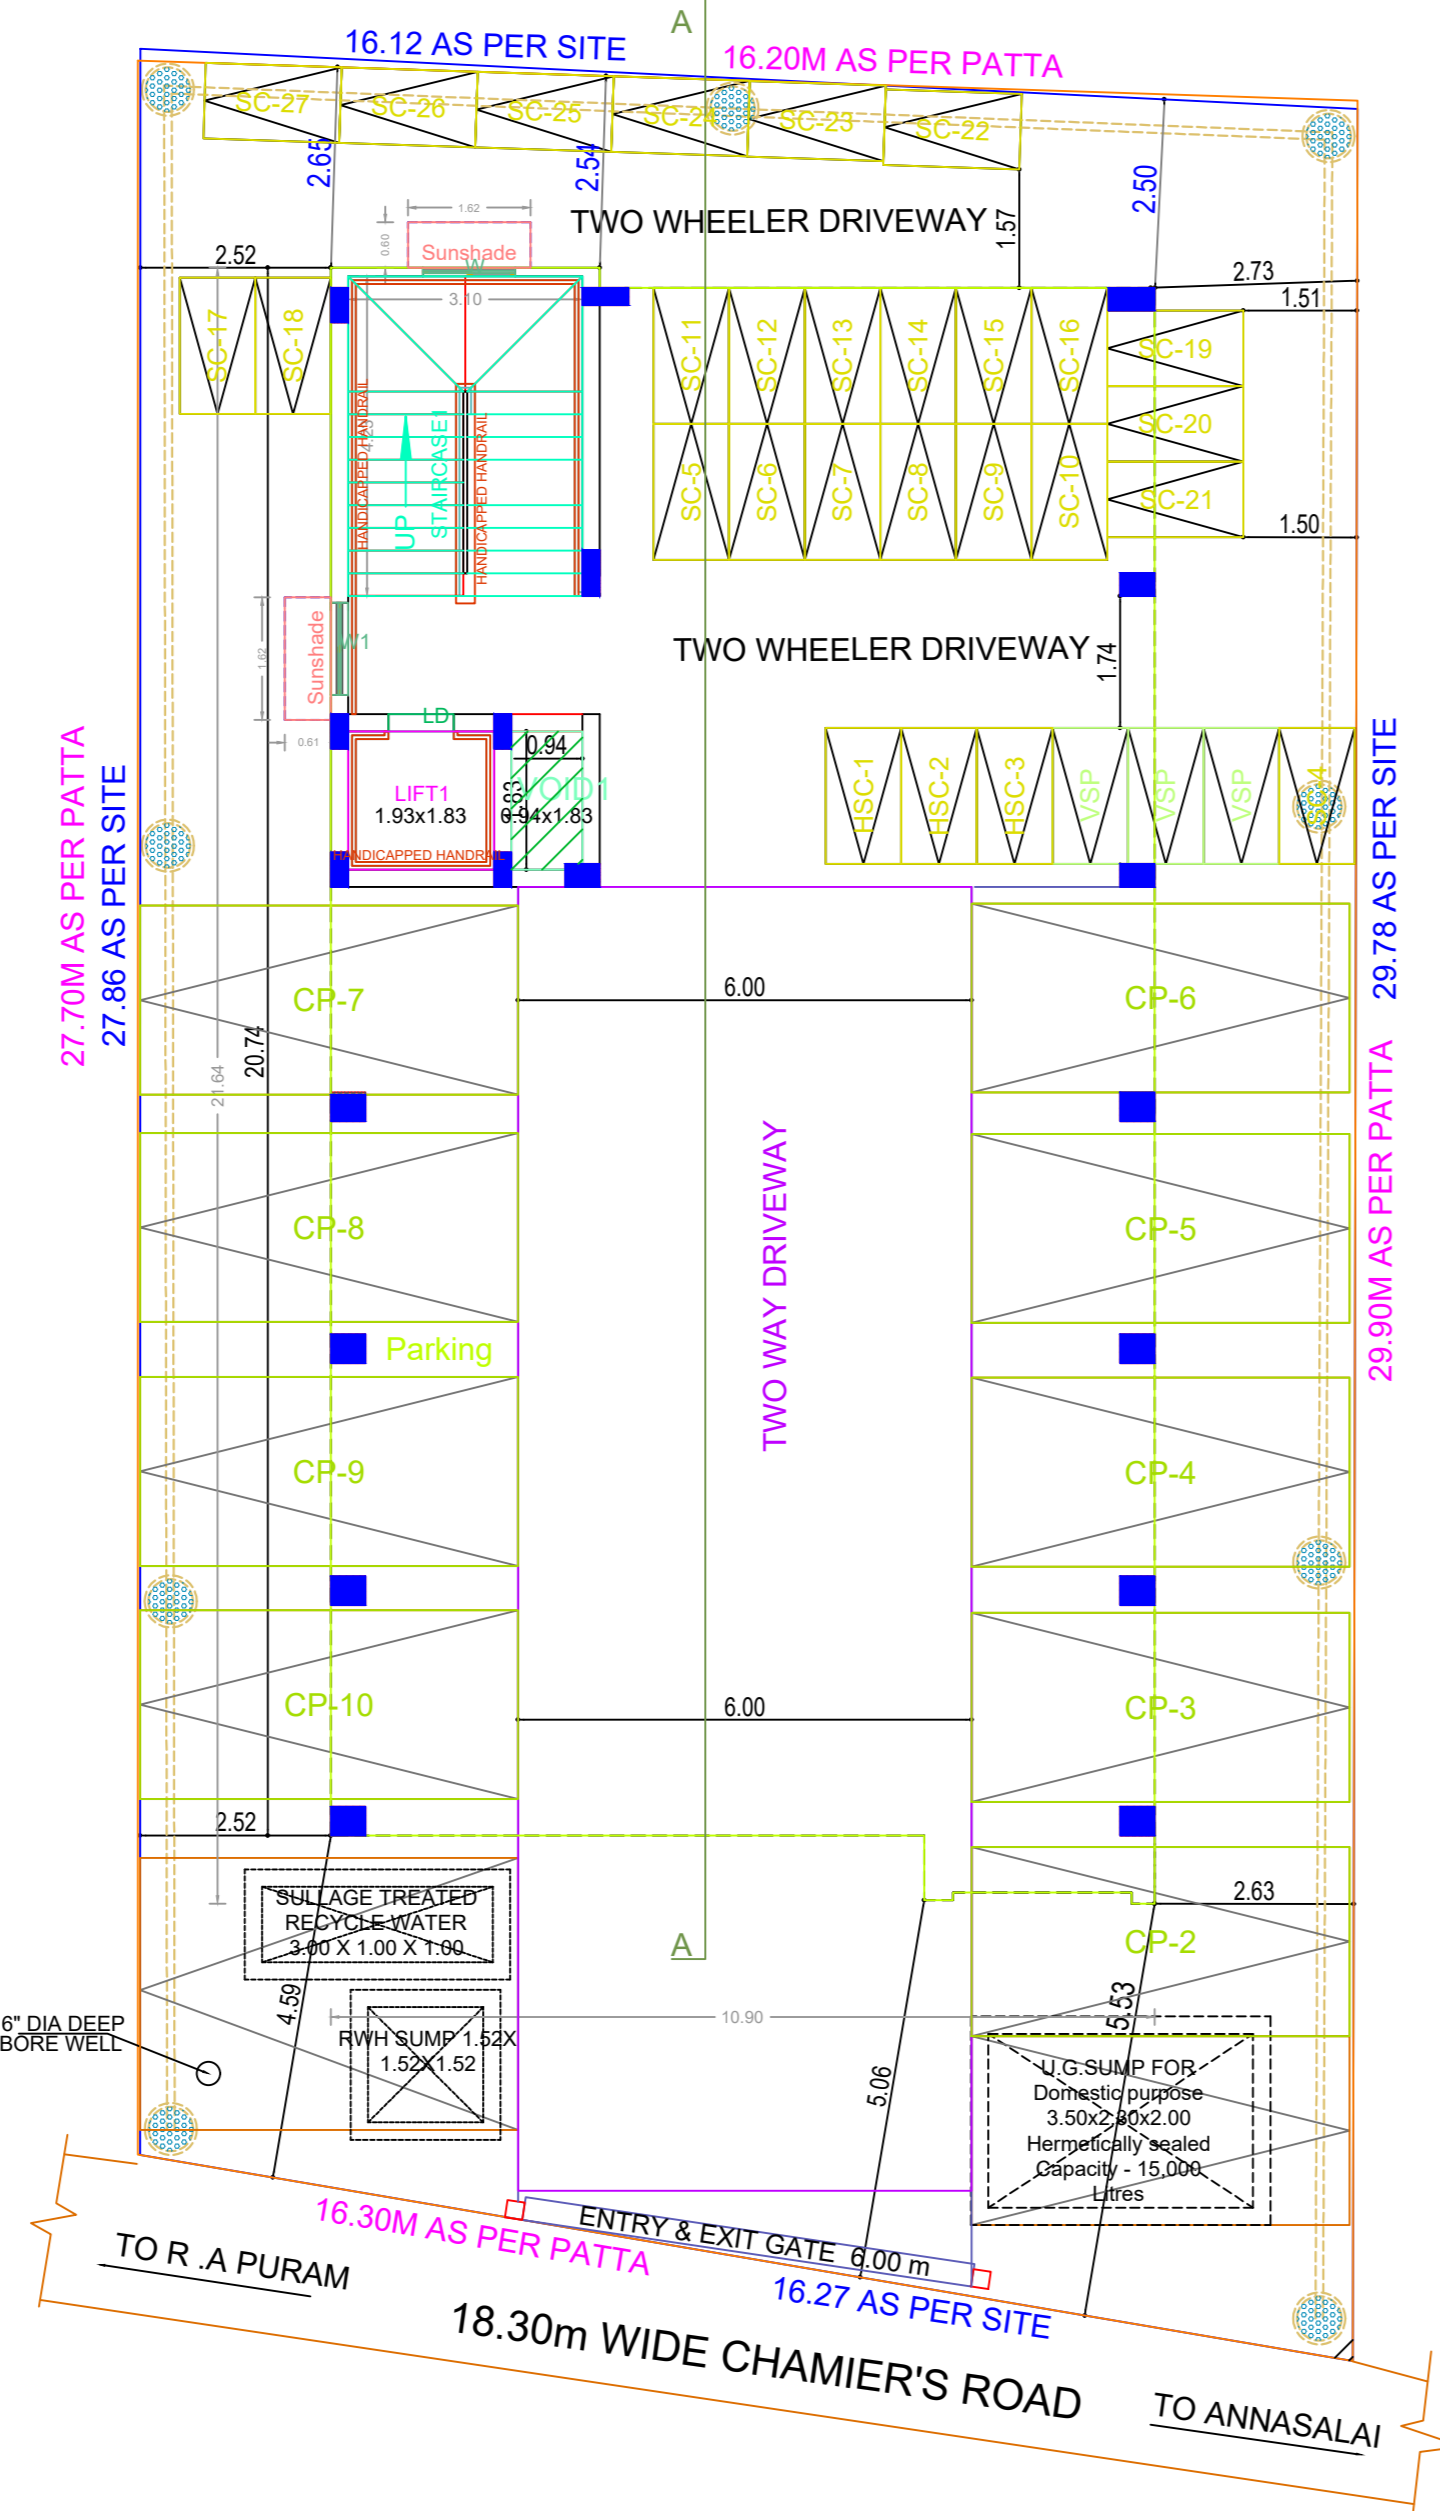 A
16.12 AS PER SITE
16.20M AS PER PATTA
SC-27
SC-26
SC-25
SC-24
SC-23
SC-22
2.65
2.54
2.50
1.62
0.60
Sunshade
W
TWO WHEELER DRIVEWAY
1.57
2.52
2.73
1.51
3.10
SC-17
SC-18
SC-11
SC-12
SC-13
SC-14
SC-15
SC-16
SC-19
SC-20
SC-21
SC-5
SC-6
SC-7
SC-8
SC-9
SC-10
1.50
HANDICAPPED HANDRAIL
UP
STAIRCASE1
HANDICAPPED HANDRAIL
Sunshade
1.62
W1
0.61
TWO WHEELER DRIVEWAY
1.74
LD
LIFT1
1.93x1.83
HANDICAPPED HANDRAIL
0.94
1.83
VOID1
0.94x1.83
HSC-1
HSC-2
HSC-3
VSP
VSP
VSP
27.70M AS PER PATTA
27.86 AS PER SITE
29.78 AS PER SITE
29.90M AS PER PATTA
CP-7
6.00
CP-6
20.74
21.64
CP-8
TWO WAY DRIVEWAY
CP-5
Parking
CP-9
CP-4
CP-10
6.00
CP-3
2.52
2.63
SULLAGE TREATED
RECYCLE WATER
3.00 X 1.00 X 1.00
A
CP-2
4.59
10.90
5.53
5.06
6" DIA DEEP
BORE WELL
RWH SUMP 1.52X
1.52X1.52
U.G.SUMP FOR
Domestic purpose
3.50x2.30x2.00
Hermetically sealed
Capacity - 15,000
Litres
16.30M AS PER PATTA
ENTRY & EXIT GATE 6.00 m
16.27 AS PER SITE
TO R .A PURAM
18.30m WIDE CHAMIER'S ROAD
TO ANNASALAI